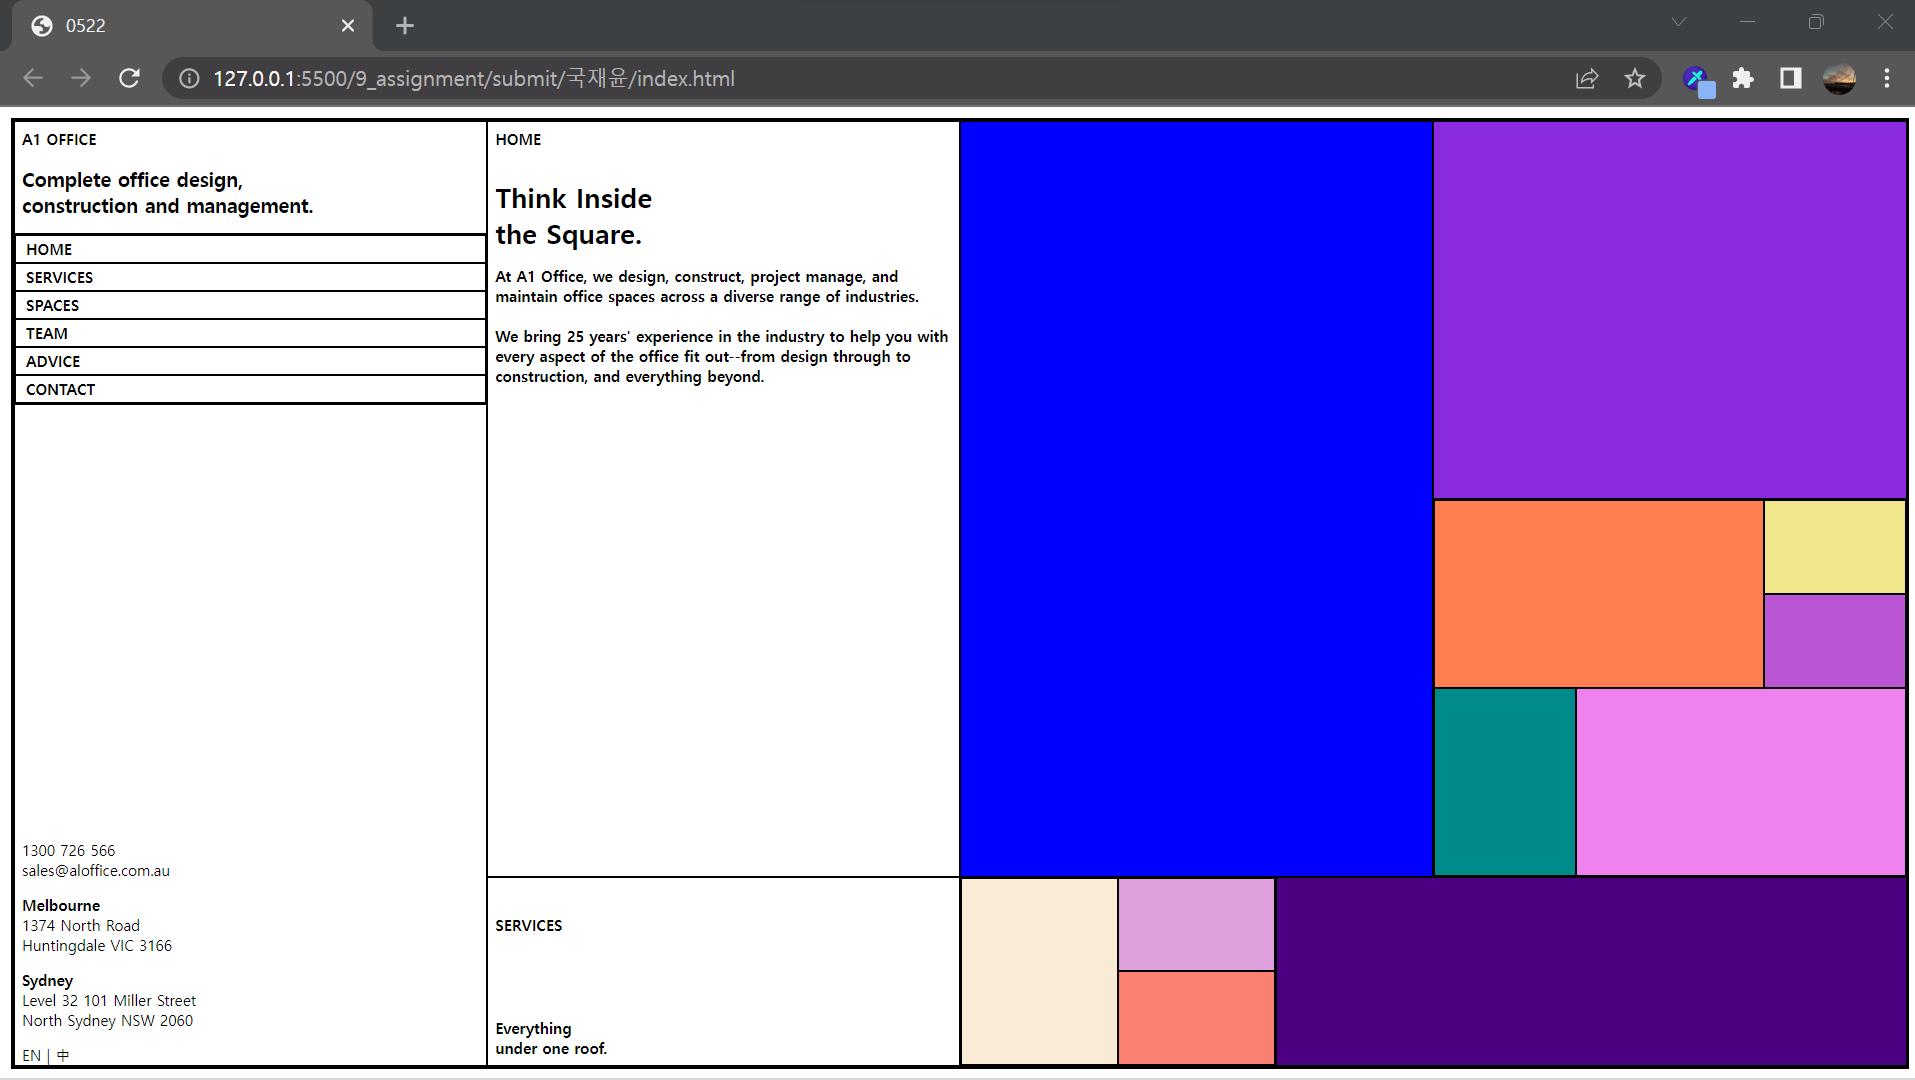 0522
127.0.0.1:5500/9_assignment/submit/국재윤/index.html
A1 OFFICE
Complete office design,
construction and management.
HOME
SERVICES
SPACES
TEAM
ADVICE
CONTACT
1300 726 566
sales@aloffice.com.au
Melbourne
1374 North Road
Huntingdale VIC 3166
Sydney
Level 32 101 Miller Street
North Sydney NSW 2060
EN | 中
HOME
Think Inside
the Square.
At A1 Office, we design, construct, project manage, and
maintain office spaces across a diverse range of industries.
We bring 25 years' experience in the industry to help you with
every aspect of the office fit out--from design through to
construction, and everything beyond.
SERVICES
Everything
under one roof.